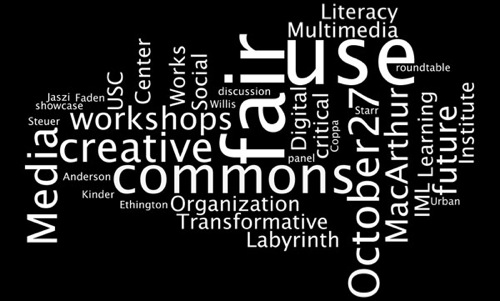 Literacy
Multimedia
use
fair
roundtable
Center
Works
Social
discussion
Willis
USC
Jaszi
Faden
showcase
Steuer
workshops
Digital
Critical
Coppa
Starr
October27
MacArthur
IML
Learning
future
Institute
Urban
Media
creative
panel
Anderson
commons
Kinder
Ethington
Organization
Transformative
Labyrinth